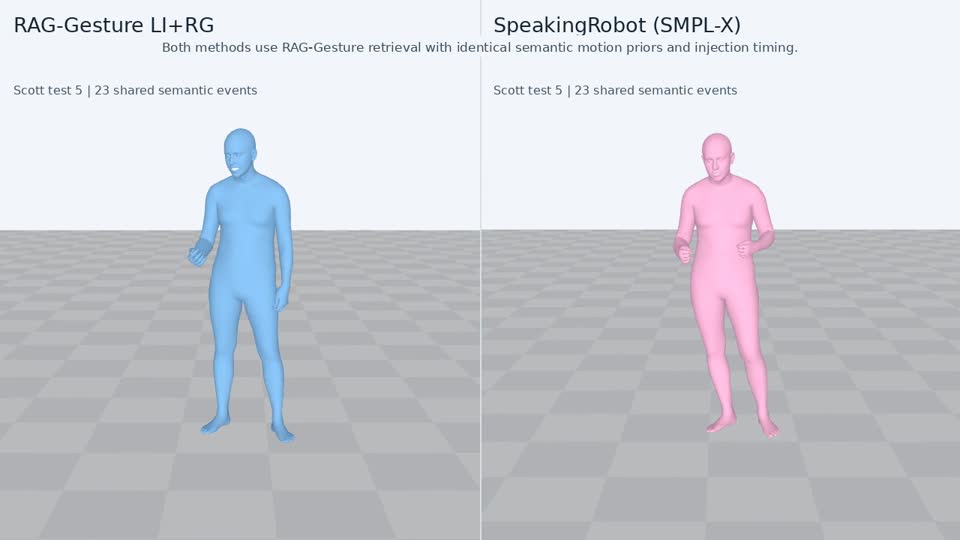 RAG-Gesture LI+RG
SpeakingRobot (SMPL-X)
Both methods use RAG-Gesture retrieval with identical semantic motion priors and injection timing.
Scott test 5 | 23 shared semantic events
Scott test 5 | 23 shared semantic events